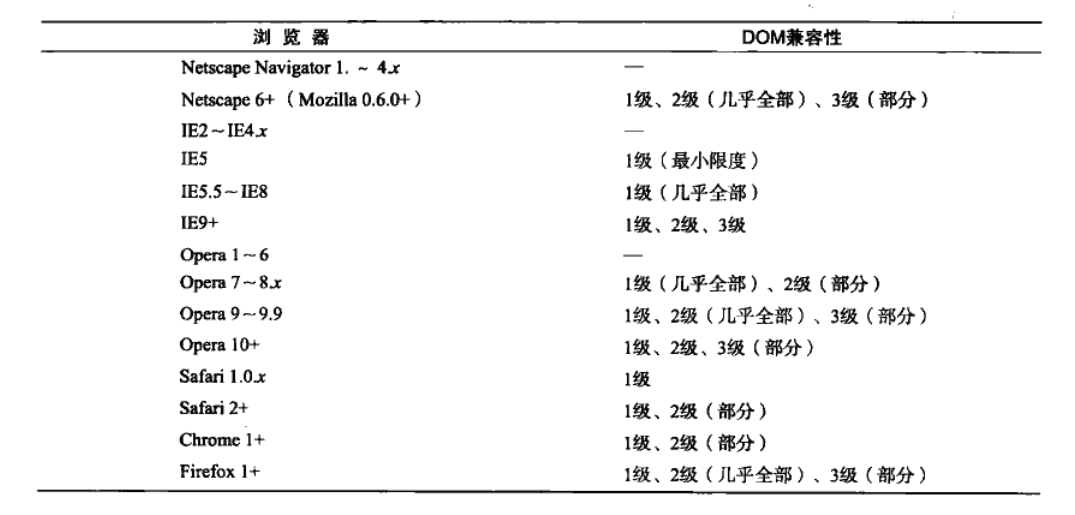 浏览器 DOM兼容性
Netscape Navigator 1. ~ 4.x —
Netscape 6+ （Mozilla 0.6.0+） 1级、2级（几乎全部）、3级（部分）
IE2～IE4.x —
IE5 1级（最小限度）
IE5.5～IE8 1级（几乎全部）
IE9+ 1级、2级、3级
Opera 1～6 —
Opera 7～8.x 1级（几乎全部）、2级（部分）
Opera 9～9.9 1级、2级（几乎全部）、3级（部分）
Opera 10+ 1级、2级、3级（部分）
Safari 1.0.x 1级
Safari 2+ 1级、2级（部分）
Chrome 1+ 1级、2级（部分）
Firefox 1+ 1级、2级（几乎全部）、3级（部分）